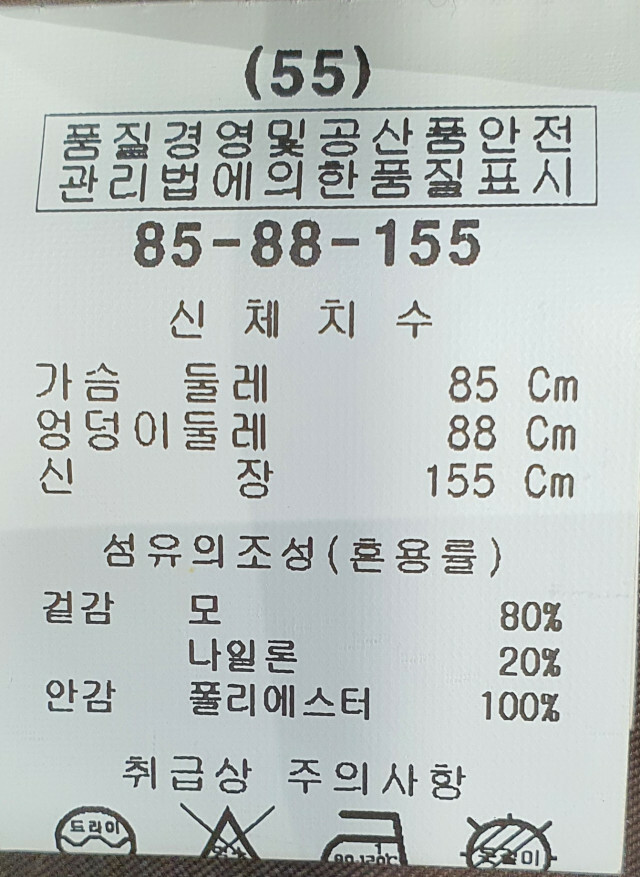 (55)
품질경영및공산품안전
관리법에의한품질표시
85-88-155
신 체 치 수
가슴 둘레 85 Cm
엉덩이둘레 88 Cm
신 장 155 Cm
섬유의조성(혼용률)
겉감 모 80%
나일론 20%
안감 폴리에스터 100%
취급상 주의사항
드라이